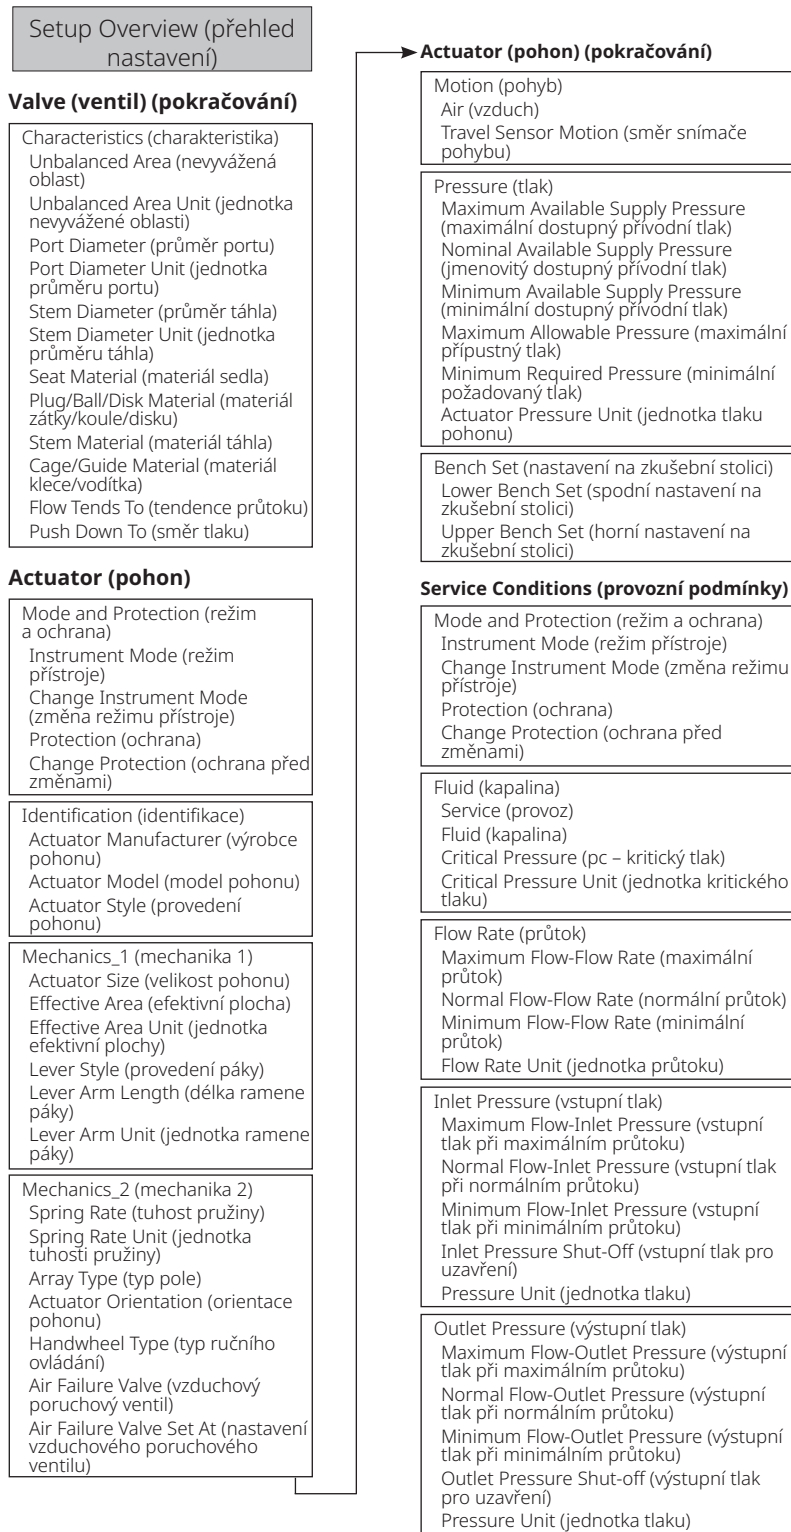 Setup Overview (přehled
nastavení)
Valve (ventil) (pokračování)
Characteristics (charakteristika)
Unbalanced Area (nevyvážená
oblast)
Unbalanced Area Unit (jednotka
nevyvážené oblasti)
Port Diameter (průměr portu)
Port Diameter Unit (jednotka
průměru portu)
Stem Diameter (průměr táhla)
Stem Diameter Unit (jednotka
průměru táhla)
Seat Material (materiál sedla)
Plug/Ball/Disk Material (materiál
zátky/koule/disku)
Stem Material (materiál táhla)
Cage/Guide Material (materiál
klece/vodítka)
Flow Tends To (tendence průtoku)
Push Down To (směr tlaku)
Actuator (pohon)
Mode and Protection (režim
a ochrana)
Instrument Mode (režim
přístroje)
Change Instrument Mode
(změna režimu přístroje)
Protection (ochrana)
Change Protection (ochrana před
změnami)
Identification (identifikace)
Actuator Manufacturer (výrobce
pohonu)
Actuator Model (model pohonu)
Actuator Style (provedení
pohonu)
Mechanics_1 (mechanika 1)
Actuator Size (velikost pohonu)
Effective Area (efektivní plocha)
Effective Area Unit (jednotka
efektivní plochy)
Lever Style (provedení páky)
Lever Arm Length (délka ramene
páky)
Lever Arm Unit (jednotka ramene
páky)
Mechanics_2 (mechanika 2)
Spring Rate (tuhost pružiny)
Spring Rate Unit (jednotka
tuhosti pružiny)
Array Type (typ pole)
Actuator Orientation (orientace
pohonu)
Handwheel Type (typ ručního
ovládání)
Air Failure Valve (vzduchový
poruchový ventil)
Air Failure Valve Set At (nastavení
vzduchového poruchového
ventilu)
Actuator (pohon) (pokračování)
Motion (pohyb)
Air (vzduch)
Travel Sensor Motion (směr snímače
pohybu)
Pressure (tlak)
Maximum Available Supply Pressure
(maximální dostupný přívodní tlak)
Nominal Available Supply Pressure
(jmenovitý dostupný přívodní tlak)
Minimum Available Supply Pressure
(minimální dostupný přívodní tlak)
Maximum Allowable Pressure (maximální
přípustný tlak)
Minimum Required Pressure (minimální
požadovaný tlak)
Actuator Pressure Unit (jednotka tlaku
pohonu)
Bench Set (nastavení na zkušební stolici)
Lower Bench Set (spodní nastavení na
zkušební stolici)
Upper Bench Set (horní nastavení na
zkušební stolici)
Service Conditions (provozní podmínky)
Mode and Protection (režim a ochrana)
Instrument Mode (režim přístroje)
Change Instrument Mode (změna režimu
přístroje)
Protection (ochrana)
Change Protection (ochrana před
změnami)
Fluid (kapalina)
Service (provoz)
Fluid (kapalina)
Critical Pressure (pc – kritický tlak)
Critical Pressure Unit (jednotka kritického
tlaku)
Flow Rate (průtok)
Maximum Flow-Flow Rate (maximální
průtok)
Normal Flow-Flow Rate (normální průtok)
Minimum Flow-Flow Rate (minimální
průtok)
Flow Rate Unit (jednotka průtoku)
Inlet Pressure (vstupní tlak)
Maximum Flow-Inlet Pressure (vstupní
tlak při maximálním průtoku)
Normal Flow-Inlet Pressure (vstupní tlak
při normálním průtoku)
Minimum Flow-Inlet Pressure (vstupní
tlak při minimálním průtoku)
Inlet Pressure Shut-Off (vstupní tlak pro
uzavření)
Pressure Unit (jednotka tlaku)
Outlet Pressure (výstupní tlak)
Maximum Flow-Outlet Pressure (výstupní
tlak při maximálním průtoku)
Normal Flow-Outlet Pressure (výstupní
tlak při normálním průtoku)
Minimum Flow-Outlet Pressure (výstupní
tlak při minimálním průtoku)
Outlet Pressure Shut-off (výstupní tlak
pro uzavření)
Pressure Unit (jednotka tlaku)